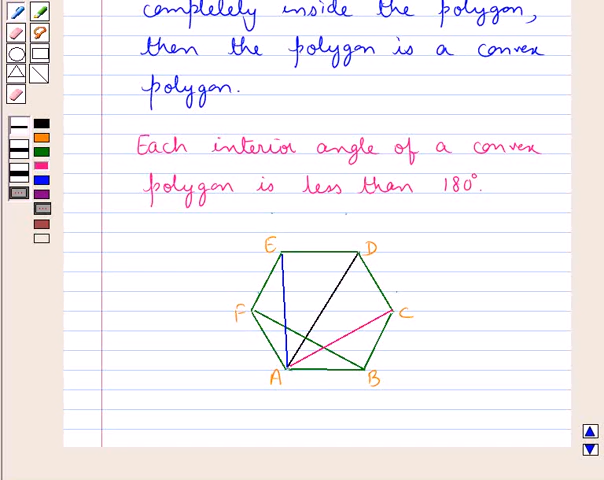 completely inside the polygon,
then the polygon is a convex
polygon.
Each interior angle of a convex
polygon is less than 180°.
E D
F C
A B